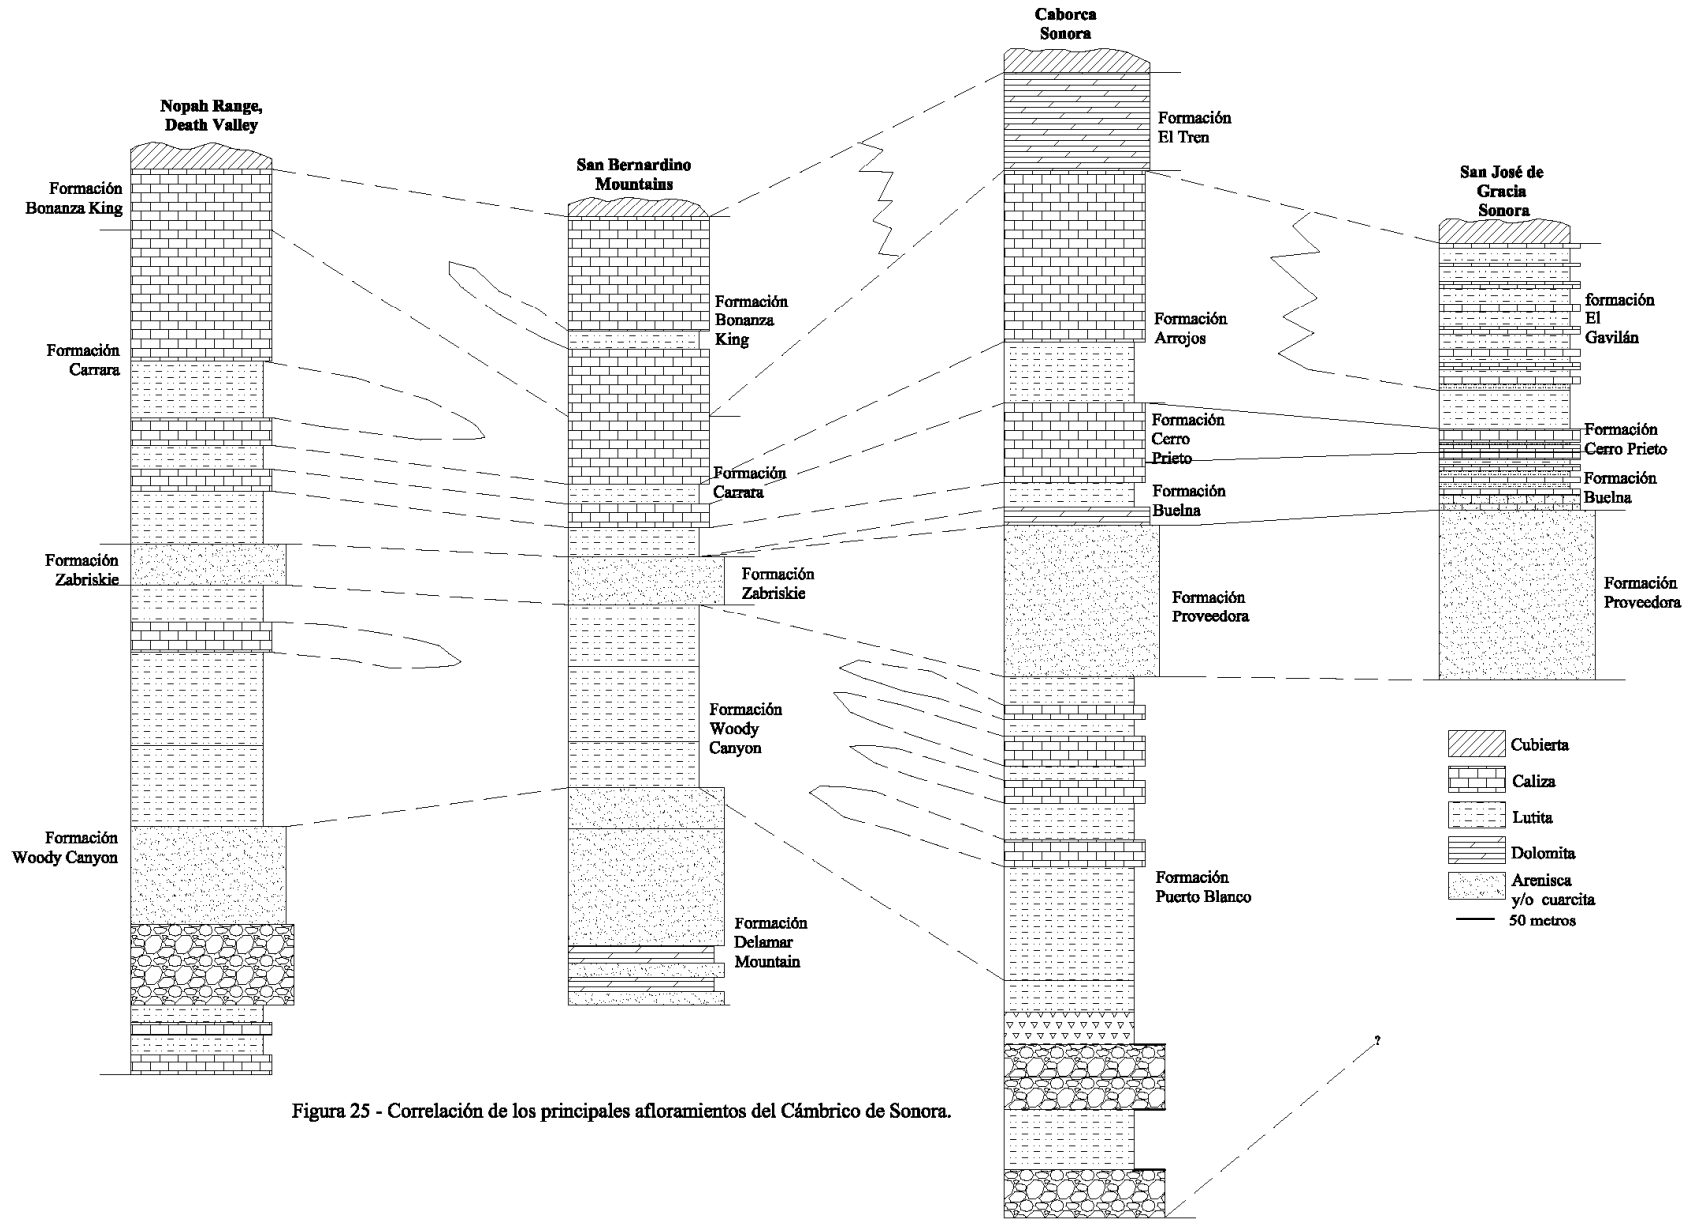 Nopah Range,
Death Valley
Formación
Bonanza King
Formación
Carrara
Formación
Zabriskie
Formación
Woody Canyon
San Bernardino
Mountains
Formación
Bonanza
King
Formación
Carrara
Formación
Zabriskie
Formación
Woody
Canyon
Formación
Delamar
Mountain
Caborca
Sonora
Formación
El Tren
Formación
Arrojos
Formación
Cerro
Prieto
Formación
Buelna
Formación
Proveedora
Formación
Puerto Blanco
San José de
Gracia
Sonora
formación
El
Gavilán
Formación
Cerro Prieto
Formación
Buelna
Formación
Proveedora
Cubierta
Caliza
Lutita
Dolomita
Arenisca
y/o cuarcita
50 metros
?
Figura 25 - Correlación de los principales afloramientos del Cámbrico de Sonora.